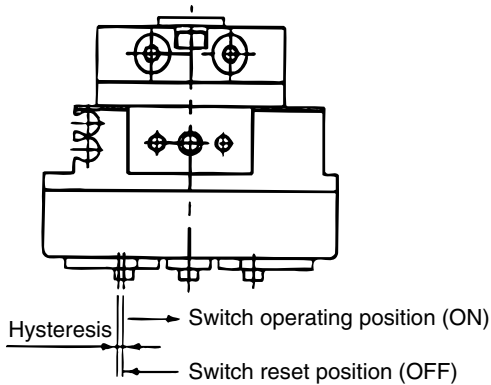 Switch operating position (ON)
Hysteresis
Switch reset position (OFF)